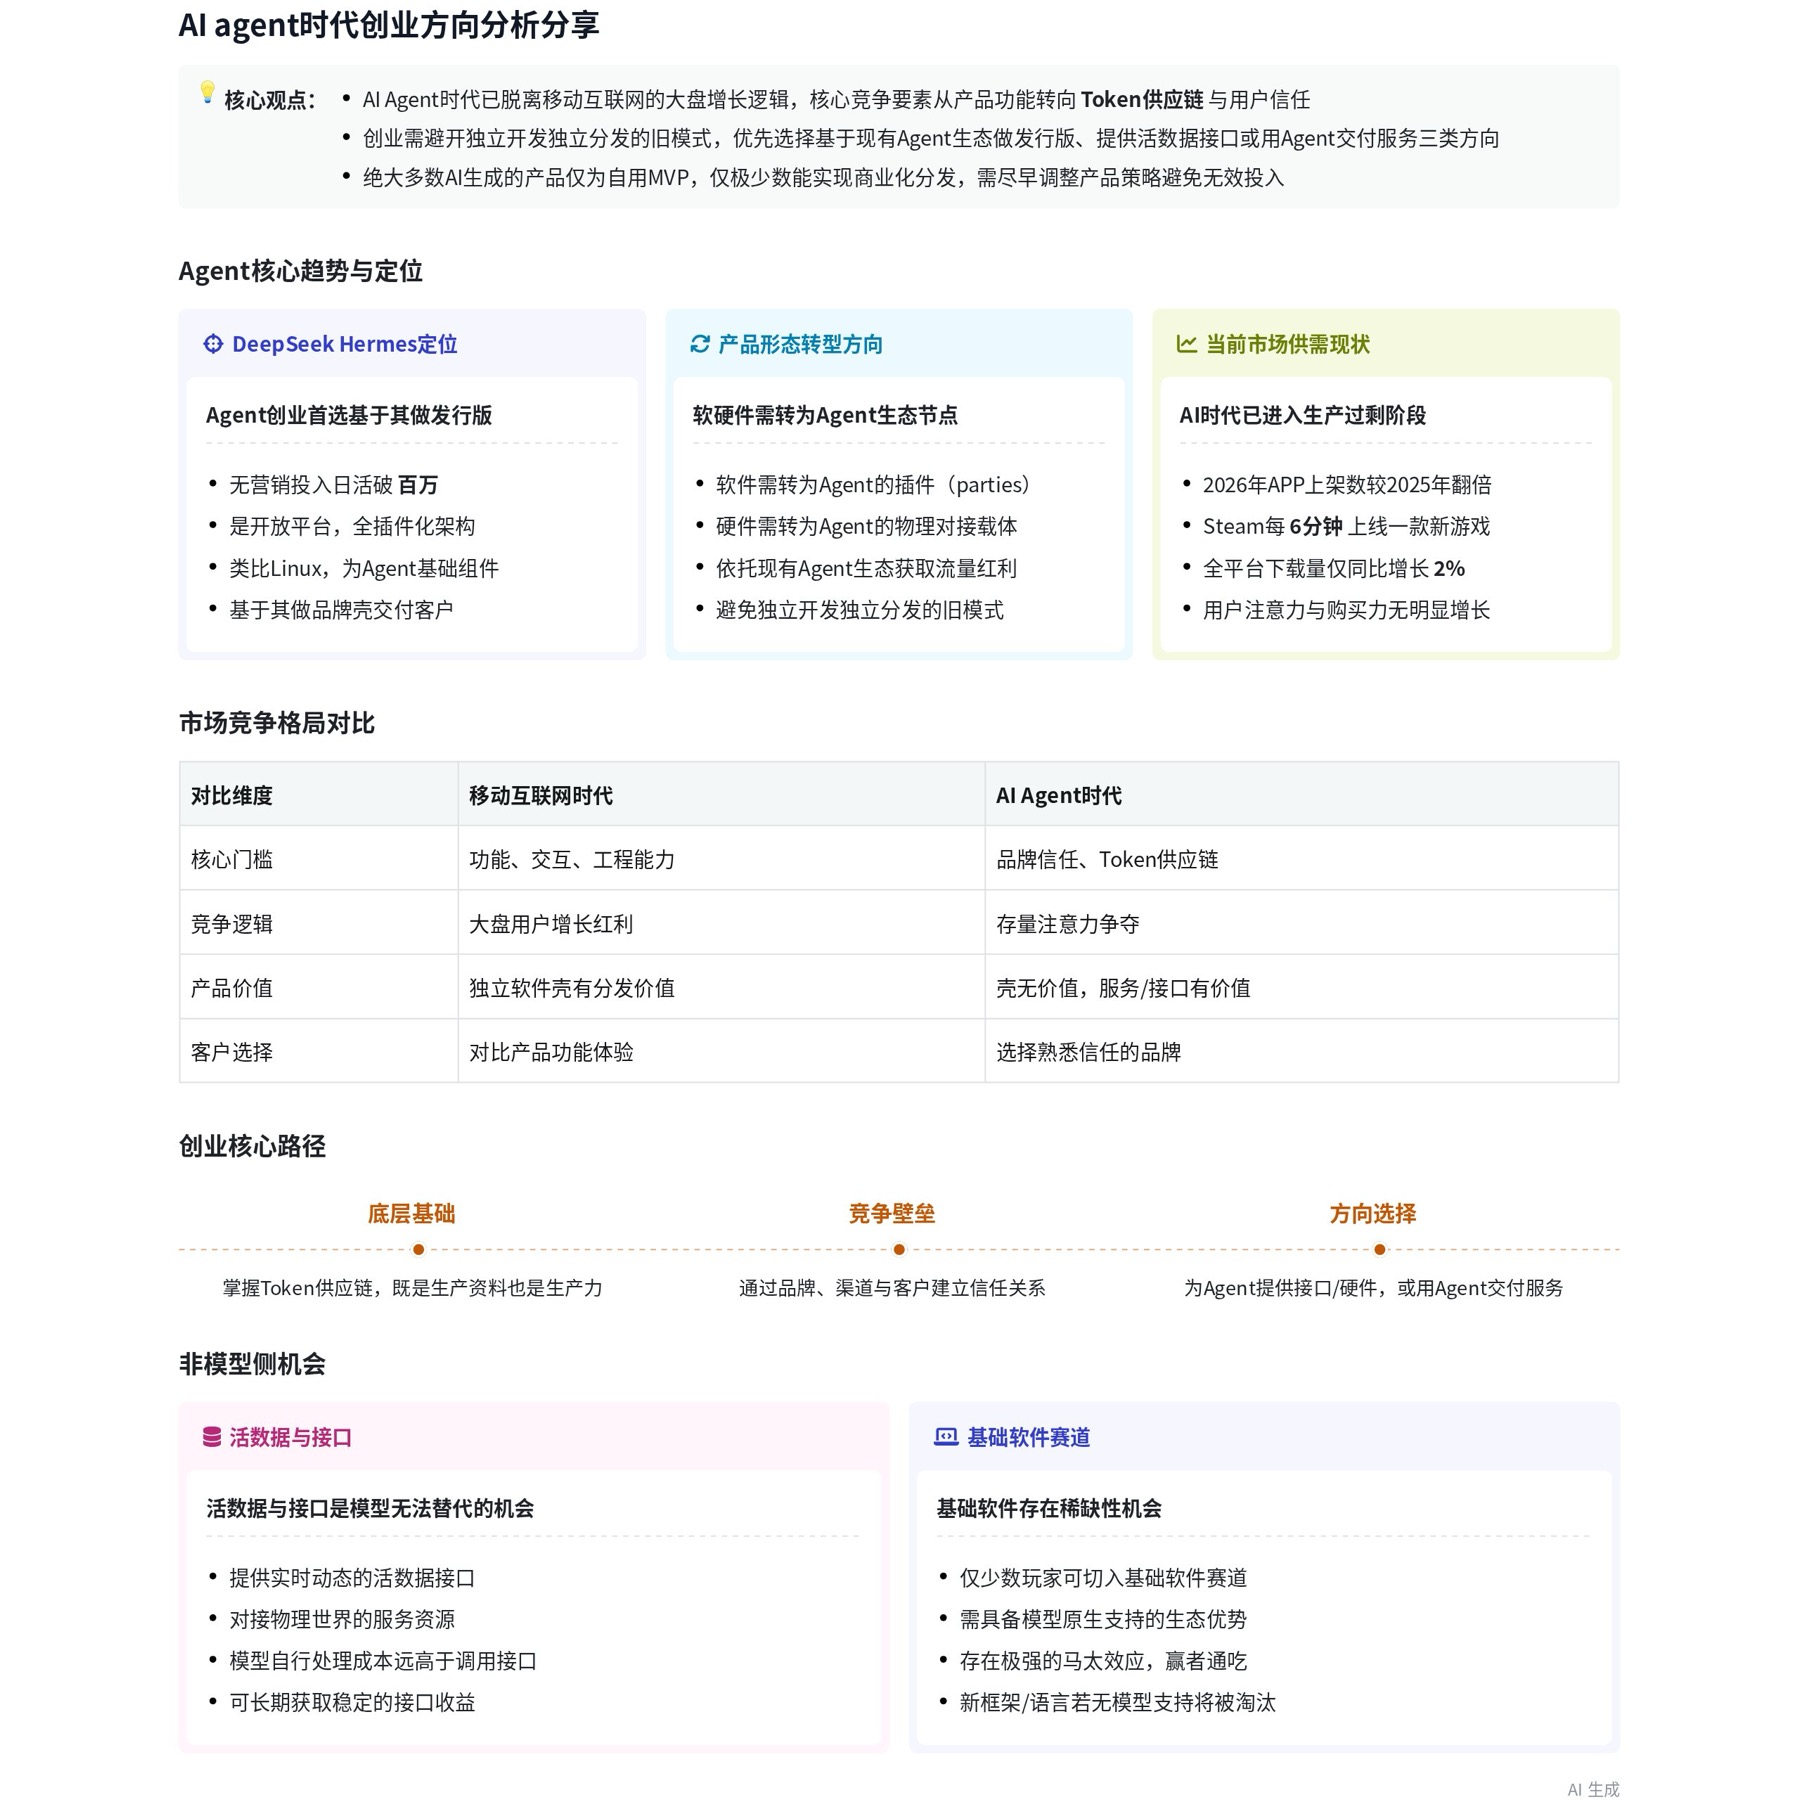 AI agent时代创业方向分析分享
核心观点：
AI Agent时代已脱离移动互联网的大盘增长逻辑，核心竞争要素从产品功能转向 Token供应链 与用户信任
创业需避开独立开发独立分发的旧模式，优先选择基于现有Agent生态做发行版、提供活数据接口或用Agent交付服务三类方向
绝大多数AI生成的产品仅为自用MVP，仅极少数能实现商业化分发，需尽早调整产品策略避免无效投入
Agent核心趋势与定位
DeepSeek Hermes定位
Agent创业首选基于其做发行版
无营销投入日活破 百万
是开放平台，全插件化架构
类比Linux，为Agent基础组件
基于其做品牌壳交付客户
产品形态转型方向
软硬件需转为Agent生态节点
软件需转为Agent的插件（parties）
硬件需转为Agent的物理对接载体
依托现有Agent生态获取流量红利
避免独立开发独立分发的旧模式
当前市场供需现状
AI时代已进入生产过剩阶段
2026年APP上架数较2025年翻倍
Steam每 6分钟 上线一款新游戏
全平台下载量仅同比增长 2%
用户注意力与购买力无明显增长
市场竞争格局对比
对比维度 移动互联网时代 AI Agent时代
核心门槛 功能、交互、工程能力 品牌信任、Token供应链
竞争逻辑 大盘用户增长红利 存量注意力争夺
产品价值 独立软件壳有分发价值 壳无价值，服务/接口有价值
客户选择 对比产品功能体验 选择熟悉信任的品牌
创业核心路径
底层基础 竞争壁垒 方向选择
掌握Token供应链，既是生产资料也是生产力 通过品牌、渠道与客户建立信任关系 为Agent提供接口/硬件，或用Agent交付服务
非模型侧机会
活数据与接口
活数据与接口是模型无法替代的机会
提供实时动态的活数据接口
对接物理世界的服务资源
模型自行处理成本远高于调用接口
可长期获取稳定的接口收益
基础软件赛道
基础软件存在稀缺性机会
仅少数玩家可切入基础软件赛道
需具备模型原生支持的生态优势
存在极强的马太效应，赢者通吃
新框架/语言若无模型支持将被淘汰
AI 生成